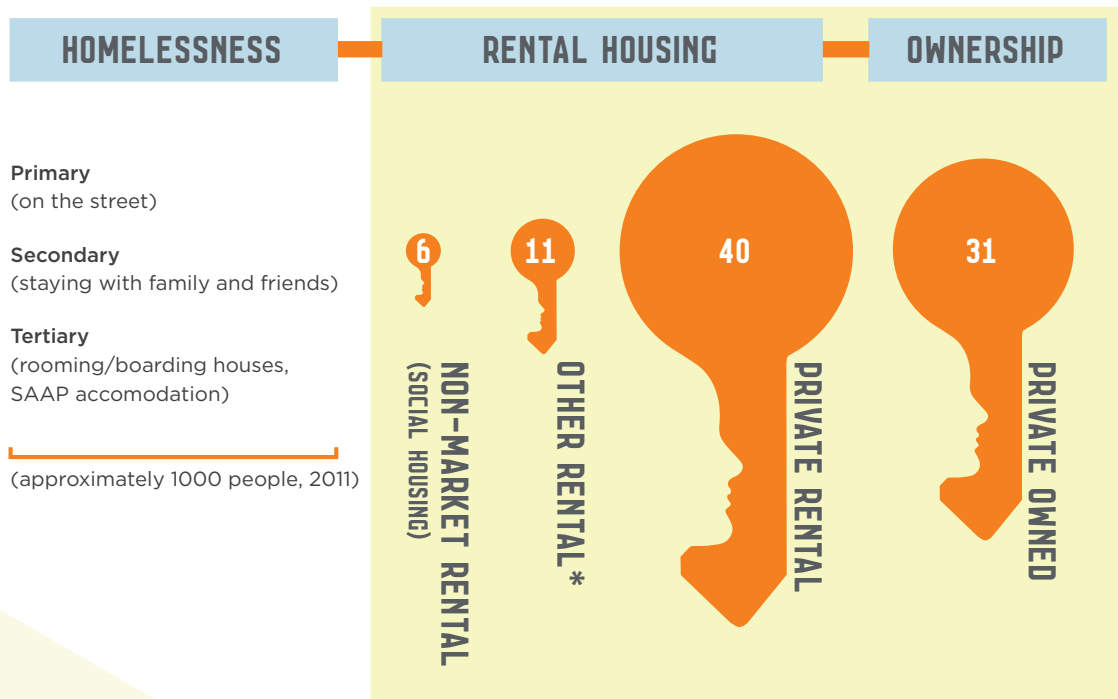 HOMELESSNESS
RENTAL HOUSING
OWNERSHIP
Primary
(on the street)
Secondary
(staying with family and friends)
Tertiary
(rooming/boarding houses,
SAAP accomodation)
(approximately 1000 people, 2011)
6
NON-MARKET RENTAL
(SOCIAL HOUSING)
11
OTHER RENTAL*
40
PRIVATE RENTAL
31
PRIVATE OWNED